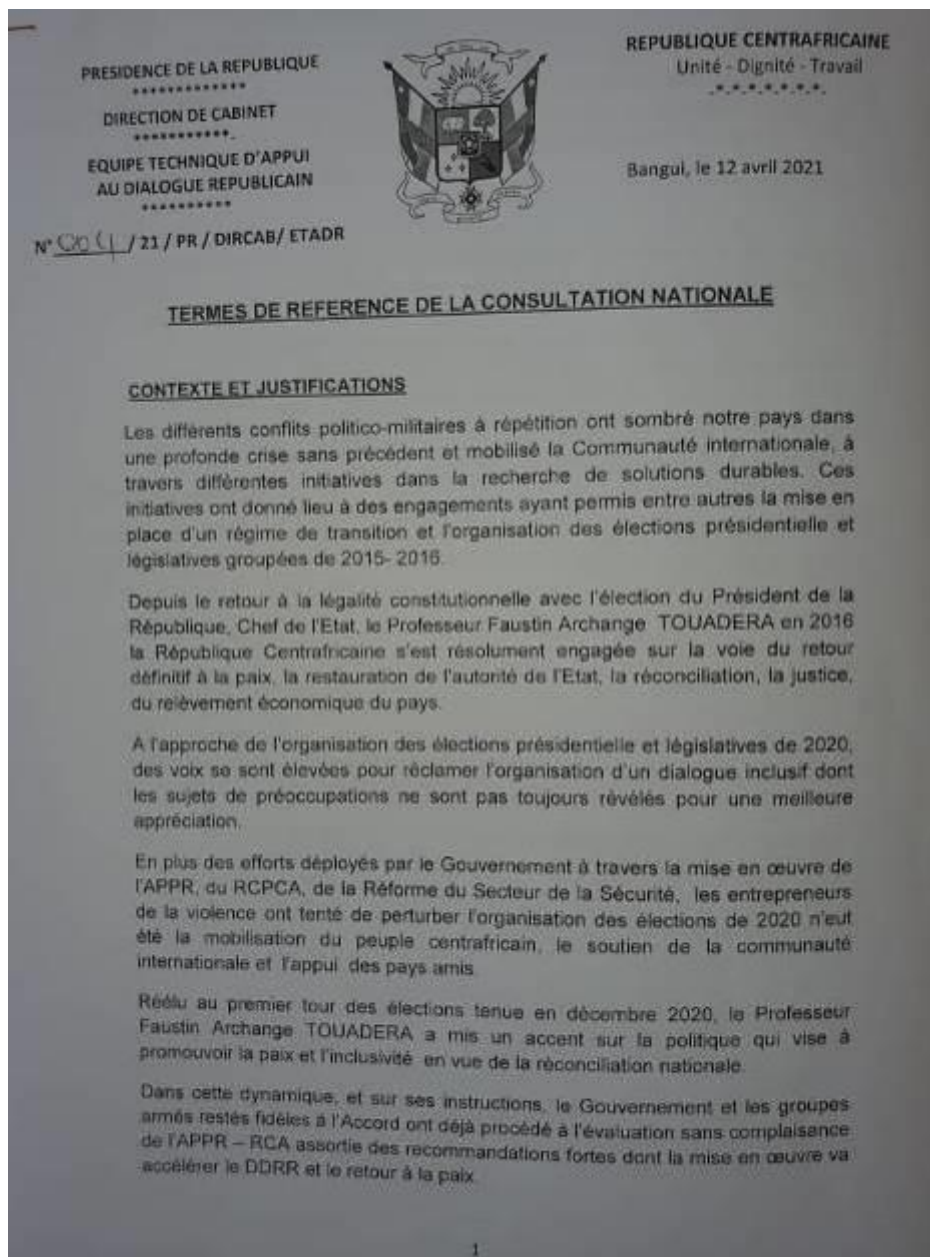 PRESIDENCE DE LA REPUBLIQUE
*************
DIRECTION DE CABINET
***********.
EQUIPE TECHNIQUE D'APPUI
AU DIALOGUE REPUBLICAIN
**********
N° 004 / 21 / PR / DIRCAB/ ETADR
REPUBLIQUE CENTRAFRICAINE
Unité - Dignité - Travail
.*.*.*.*.*.*.*.
Bangui, le 12 avril 2021
TERMES DE REFERENCE DE LA CONSULTATION NATIONALE
CONTEXTE ET JUSTIFICATIONS
Les différents conflits politico-militaires à répétition ont sombré notre pays dans
une profonde crise sans précédent et mobilisé la Communauté internationale, à
travers différentes initiatives dans la recherche de solutions durables. Ces
initiatives ont donné lieu à des engagements ayant permis entre autres la mise en
place d'un régime de transition et l'organisation des élections présidentielle et
législatives groupées de 2015- 2016.
Depuis le retour à la légalité constitutionnelle avec l'élection du Président de la
République, Chef de l'Etat, le Professeur Faustin Archange TOUADERA en 2016
la République Centrafricaine s'est résolument engagée sur la voie du retour
définitif à la paix, la restauration de l'autorité de l'Etat, la réconciliation, la justice,
du relèvement économique du pays.
A l'approche de l'organisation des élections présidentielle et législatives de 2020,
des voix se sont élevées pour réclamer l'organisation d'un dialogue inclusif dont
les sujets de préoccupations ne sont pas toujours révélés pour une meilleure
appréciation.
En plus des efforts déployés par le Gouvernement à travers la mise en œuvre de
l'APPR, du RCPCA, de la Réforme du Secteur de la Sécurité, les entrepreneurs
de la violence ont tenté de perturber l'organisation des élections de 2020 n'eut
été la mobilisation du peuple centrafricain, le soutien de la communauté
internationale et l'appui des pays amis.
Réélu au premier tour des élections tenue en décembre 2020, le Professeur
Faustin Archange TOUADERA a mis un accent sur la politique qui vise à
promouvoir la paix et l'inclusivité en vue de la réconciliation nationale.
Dans cette dynamique, et sur ses instructions, le Gouvernement et les groupes
armés restés fidèles à l'Accord ont déjà procédé à l'évaluation sans complaisance
de l'APPR – RCA assortie des recommandations fortes dont la mise en œuvre va
accélérer le DDRR et le retour à la paix.
1